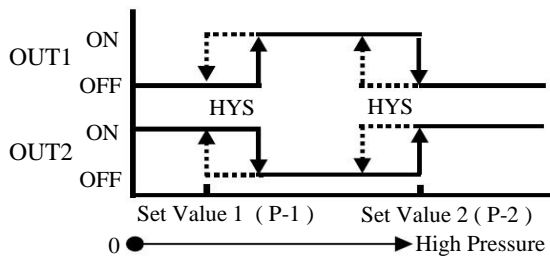 ON
OUT1
OFF
HYS HYS
ON
OUT2
OFF
Set Value 1 ( P-1 ) Set Value 2 ( P-2 )
0 High Pressure